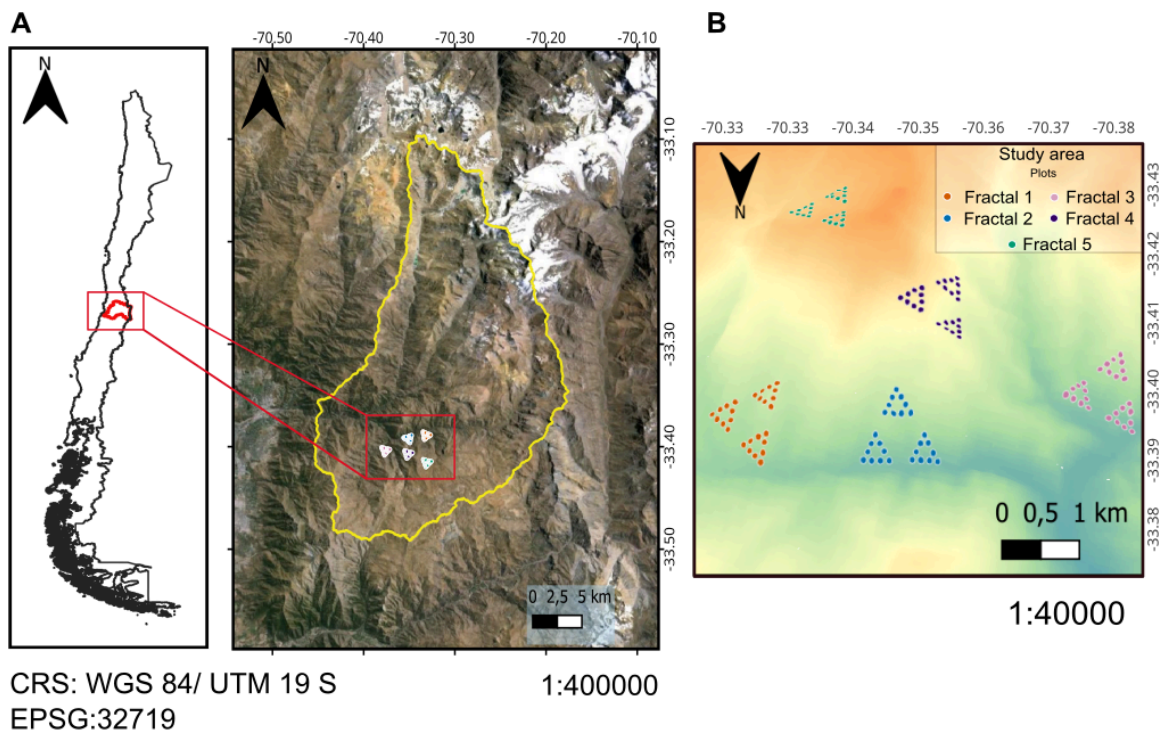 A
N
-70.50 -70.40 -70.30 -70.20 -70.10
N
-33.10
-33.20
-33.30
-33.40
-33.50
0 2,5 5 km
CRS: WGS 84/ UTM 19 S
EPSG:32719
1:400000
B
-70.33 -70.33 -70.34 -70.35 -70.36 -70.37 -70.38
N
Study area
Plots
Fractal 1 Fractal 3
Fractal 2 Fractal 4
Fractal 5
-33.43
-33.42
-33.41
-33.40
-33.39
-33.38
0 0,5 1 km
1:40000